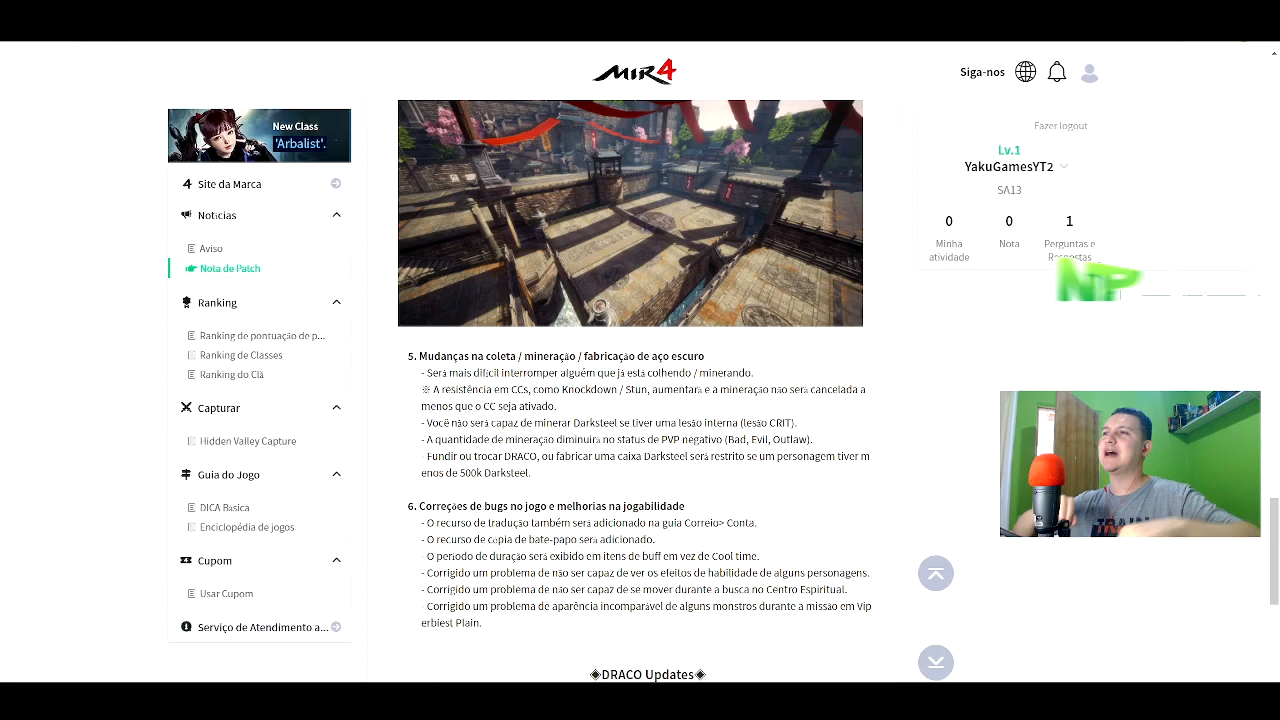 MIR4
Siga-nos
New Class
'Arbalist'.
Site da Marca
Notícias
Aviso
Nota de Patch
Ranking
Ranking de pontuação de p...
Ranking de Classes
Ranking do Clã
Capturar
Hidden Valley Capture
Guia do Jogo
DICA Básica
Enciclopédia de jogos
Cupom
Usar Cupom
Serviço de Atendimento a...
5. Mudanças na coleta / mineração / fabricação de aço escuro
- Será mais difícil interromper alguém que já está colhendo / minerando.
※ A resistência em CCs, como Knockdown / Stun, aumentará e a mineração não será cancelada a
menos que o CC seja ativado.
- Você não será capaz de minerar Darksteel se tiver uma lesão interna (lesão CRIT).
- A quantidade de mineração diminuirá no status de PVP negativo (Bad, Evil, Outlaw).
- Fundir ou trocar DRACO, ou fabricar uma caixa Darksteel será restrito se um personagem tiver m
enos de 500k Darksteel.
6. Correções de bugs no jogo e melhorias na jogabilidade
- O recurso de tradução também será adicionado na guia Correio> Conta.
- O recurso de cópia de bate-papo será adicionado.
- O período de duração será exibido em itens de buff em vez de Cool time.
- Corrigido um problema de não ser capaz de ver os efeitos de habilidade de alguns personagens.
- Corrigido um problema de não ser capaz de se mover durante a busca no Centro Espiritual.
- Corrigido um problema de aparência incomparável de alguns monstros durante a missão em Vip
erbiest Plain.
◈DRACO Updates◈
Fazer logout
Lv.1
YakuGamesYT2
SA13
0 0 1
Minha Nota Perguntas e
atividade Respostas
NP
TRAIN